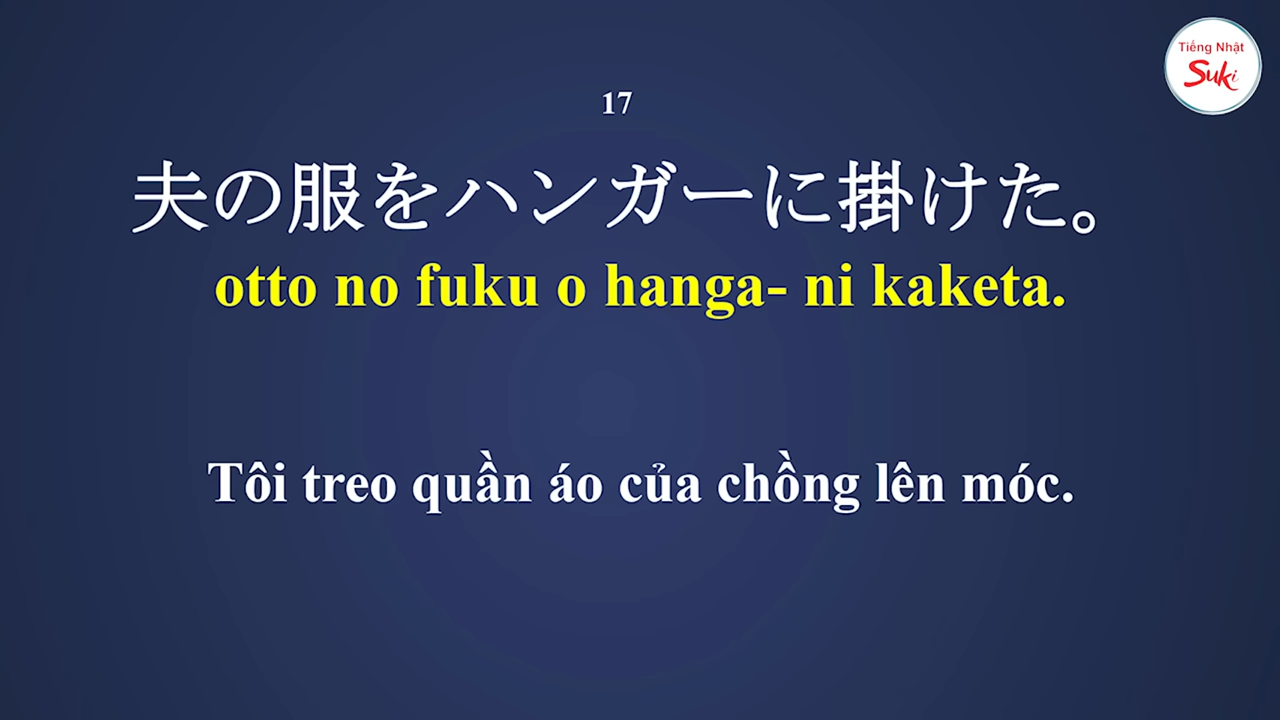 Tiếng Nhật
Suki
17
夫の服をハンガーに掛けた。
otto no fuku o hanga- ni kaketa.
Tôi treo quần áo của chồng lên móc.